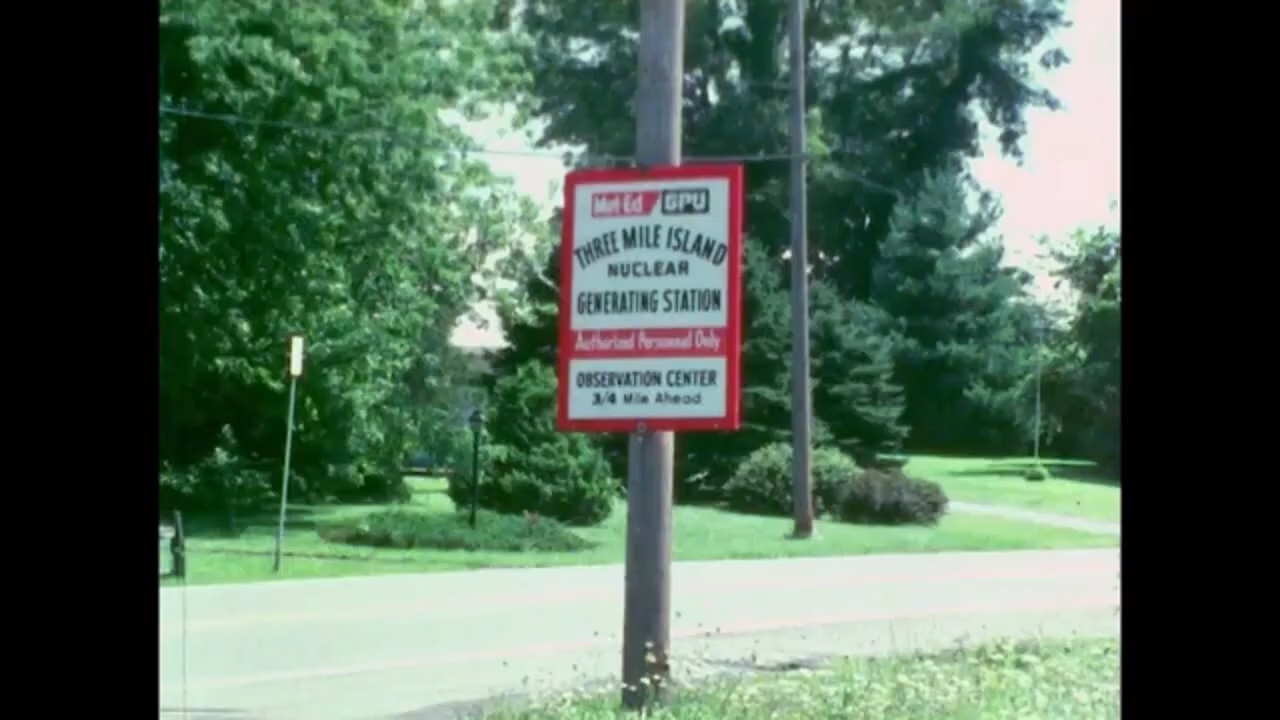 Met-Ed GPU
THREE MILE ISLAND
NUCLEAR
GENERATING STATION
Authorized Personnel Only
OBSERVATION CENTER
3/4 Mile Ahead